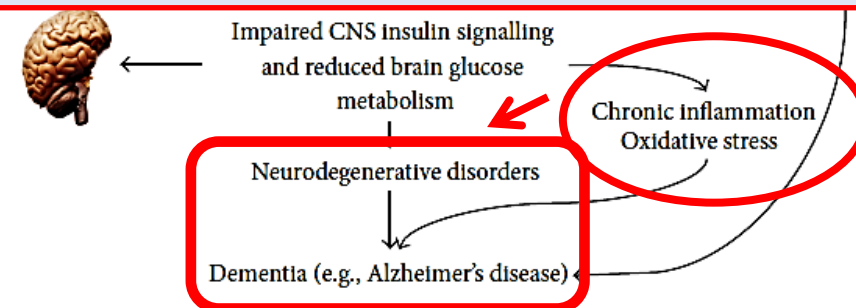 Impaired CNS insulin signalling
and reduced brain glucose
metabolism
Chronic inflammation
Oxidative stress
Neurodegenerative disorders
Dementia (e.g., Alzheimer's disease)